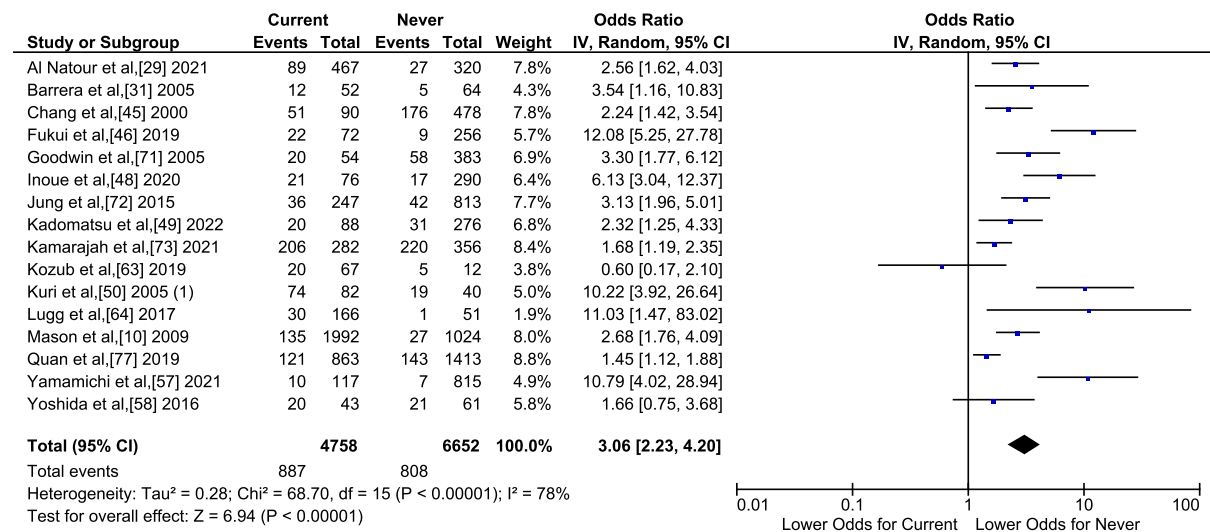 Current Never Odds Ratio Odds Ratio
Study or Subgroup Events Total Events Total Weight IV, Random, 95% CI IV, Random, 95% CI
Al Natour et al,[29] 2021 89 467 27 320 7.8% 2.56 [1.62, 4.03]
Barrera et al,[31] 2005 12 52 5 64 4.3% 3.54 [1.16, 10.83]
Chang et al,[45] 2000 51 90 176 478 7.8% 2.24 [1.42, 3.54]
Fukui et al,[46] 2019 22 72 9 256 5.7% 12.08 [5.25, 27.78]
Goodwin et al,[71] 2005 20 54 58 383 6.9% 3.30 [1.77, 6.12]
Inoue et al,[48] 2020 21 76 17 290 6.4% 6.13 [3.04, 12.37]
Jung et al,[72] 2015 36 247 42 813 7.7% 3.13 [1.96, 5.01]
Kadomatsu et al,[49] 2022 20 88 31 276 6.8% 2.32 [1.25, 4.33]
Kamarajah et al,[73] 2021 206 282 220 356 8.4% 1.68 [1.19, 2.35]
Kozub et al,[63] 2019 20 67 5 12 3.8% 0.60 [0.17, 2.10]
Kuri et al,[50] 2005 (1) 74 82 19 40 5.0% 10.22 [3.92, 26.64]
Lugg et al,[64] 2017 30 166 1 51 1.9% 11.03 [1.47, 83.02]
Mason et al,[10] 2009 135 1992 27 1024 8.0% 2.68 [1.76, 4.09]
Quan et al,[77] 2019 121 863 143 1413 8.8% 1.45 [1.12, 1.88]
Yamamichi et al,[57] 2021 10 117 7 815 4.9% 10.79 [4.02, 28.94]
Yoshida et al,[58] 2016 20 43 21 61 5.8% 1.66 [0.75, 3.68]
Total (95% CI) 4758 6652 100.0% 3.06 [2.23, 4.20]
Total events 887 808
Heterogeneity: Tau² = 0.28; Chi² = 68.70, df = 15 (P < 0.00001); I² = 78%
Test for overall effect: Z = 6.94 (P < 0.00001)
0.01 0.1 1 10 100
Lower Odds for Current Lower Odds for Never